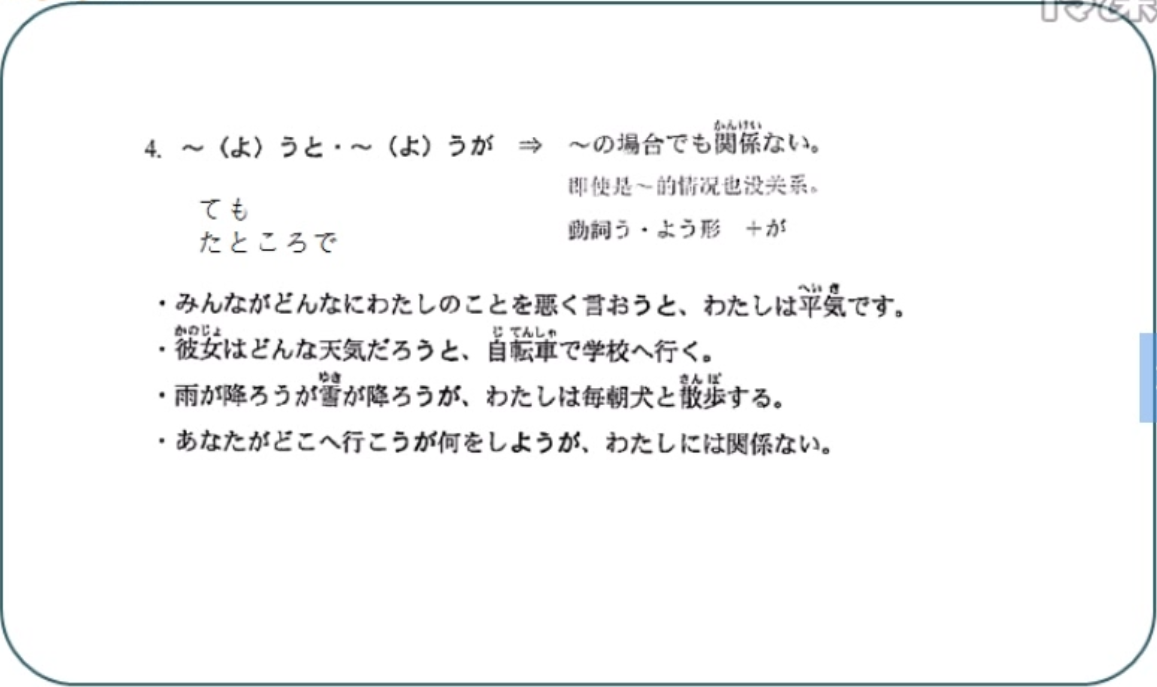 4. ～（よ）うと・～（よ）うが ⇒ ～の場合でも関係ない。
即使是～的情况也没关系。
ても
たところで
動詞う・よう形 ＋が
・みんながどんなにわたしのことを悪く言おうと、わたしは平気です。
・彼女はどんな天気だろうと、自転車で学校へ行く。
・雨が降ろうが雪が降ろうが、わたしは毎朝犬と散歩する。
・あなたがどこへ行こうが何をしようが、わたしには関係ない。